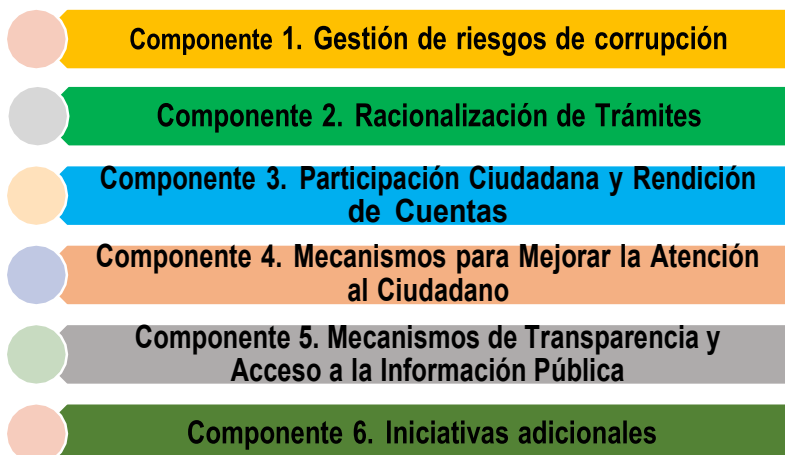 Componente 1. Gestión de riesgos de corrupción
Componente 2. Racionalización de Trámites
Componente 3. Participación Ciudadana y Rendición
de Cuentas
Componente 4. Mecanismos para Mejorar la Atención
al Ciudadano
Componente 5. Mecanismos de Transparencia y
Acceso a la Información Pública
Componente 6. Iniciativas adicionales